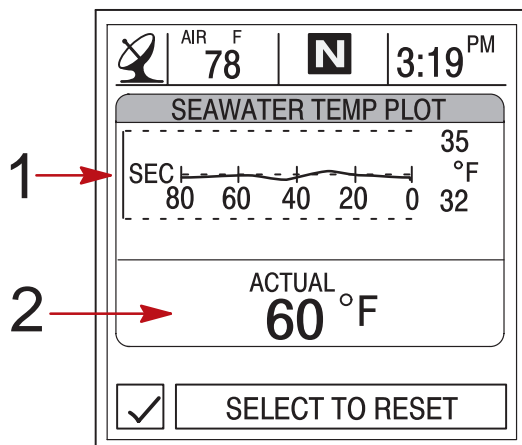 AIR F
78
N
3:19 PM
SEAWATER TEMP PLOT
35
1
SEC
°F
80 60 40 20 0 32
ACTUAL
2
60 °F
SELECT TO RESET